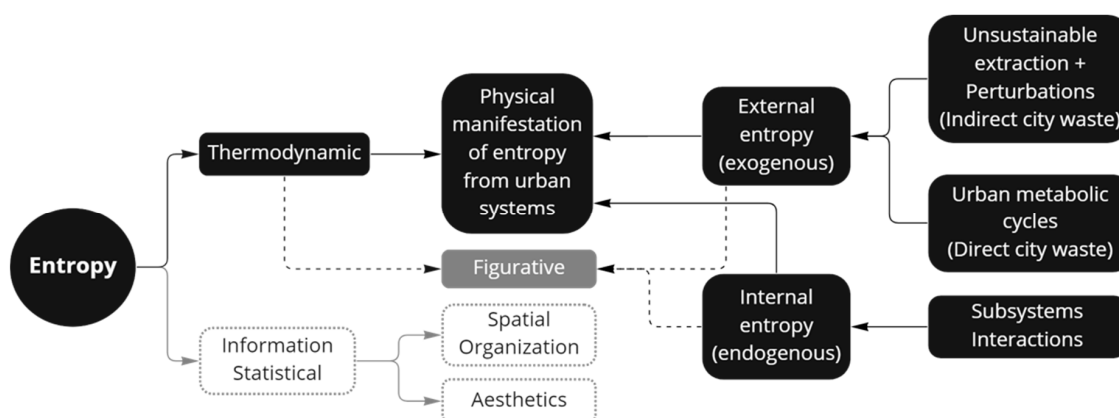 Entropy
Thermodynamic
Information
Statistical
Physical
manifestation
of entropy
from urban
systems
Figurative
Spatial
Organization
Aesthetics
External
entropy
(exogenous)
Internal
entropy
(endogenous)
Unsustainable
extraction +
Perturbations
(Indirect city waste)
Urban metabolic
cycles
(Direct city waste)
Subsystems
Interactions